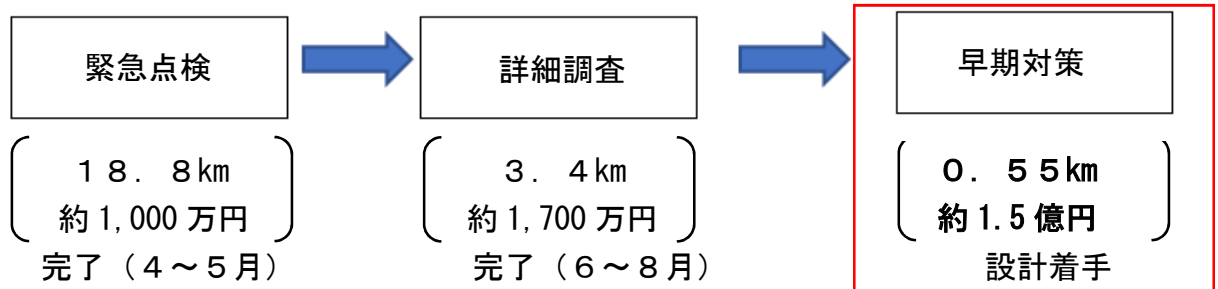 緊急点検
詳細調査
早期対策
18.8km
約1,000万円
完了(4~5月)
3.4km
約1,700万円
完了(6~8月)
0.55km
約1.5億円
設計着手